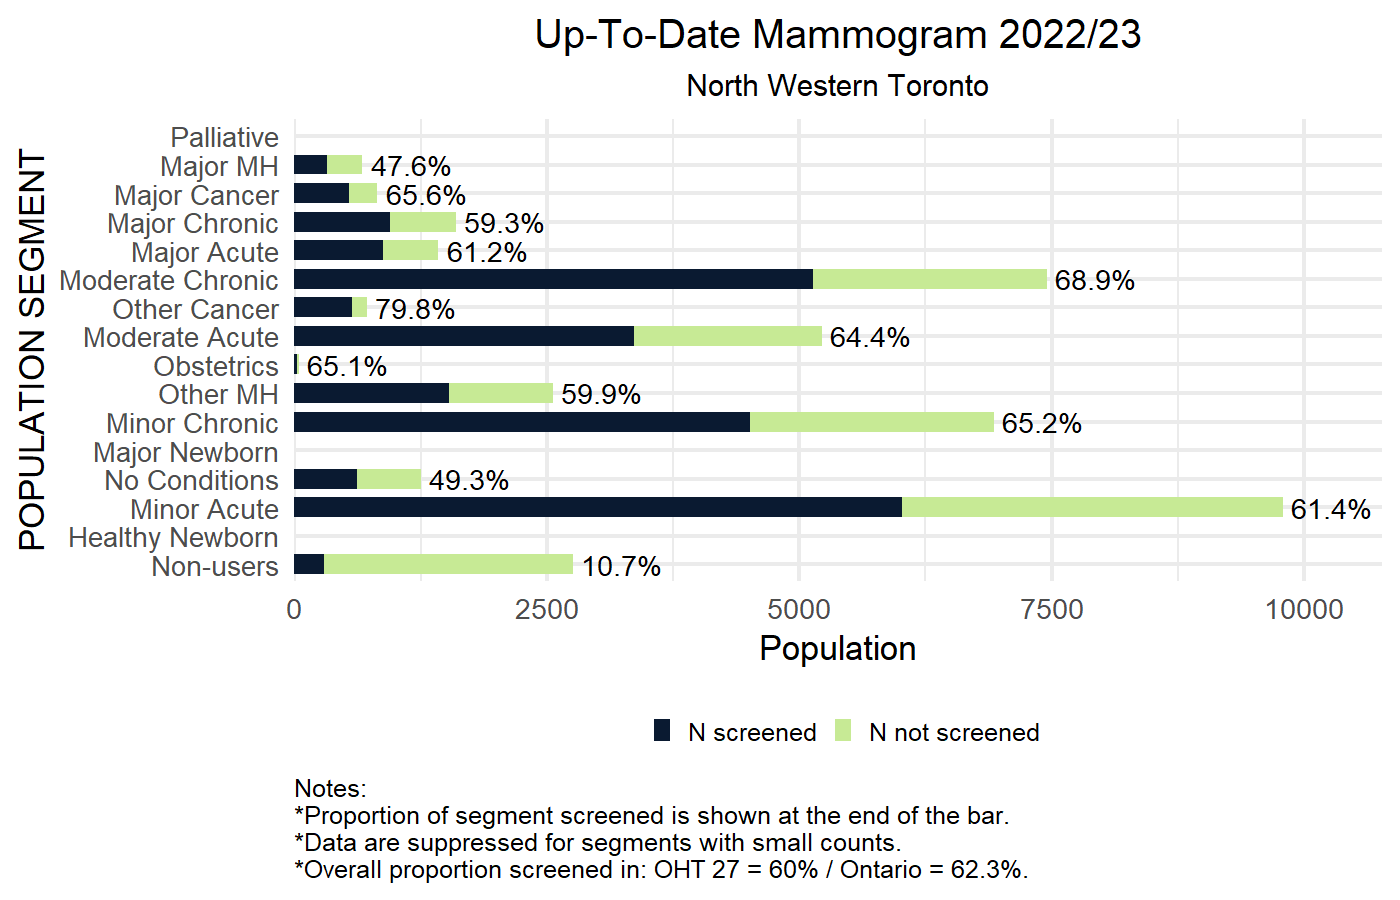 Up-To-Date Mammogram 2022/23
North Western Toronto
POPULATION SEGMENT
Palliative
Major MH 47.6%
Major Cancer 65.6%
Major Chronic 59.3%
Major Acute 61.2%
Moderate Chronic 68.9%
Other Cancer 79.8%
Moderate Acute 64.4%
Obstetrics 65.1%
Other MH 59.9%
Minor Chronic 65.2%
Major Newborn
No Conditions 49.3%
Minor Acute 61.4%
Healthy Newborn
Non-users 10.7%
0 2500 5000 7500 10000
Population
N screened N not screened
Notes:
*Proportion of segment screened is shown at the end of the bar.
*Data are suppressed for segments with small counts.
*Overall proportion screened in: OHT 27 = 60% / Ontario = 62.3%.